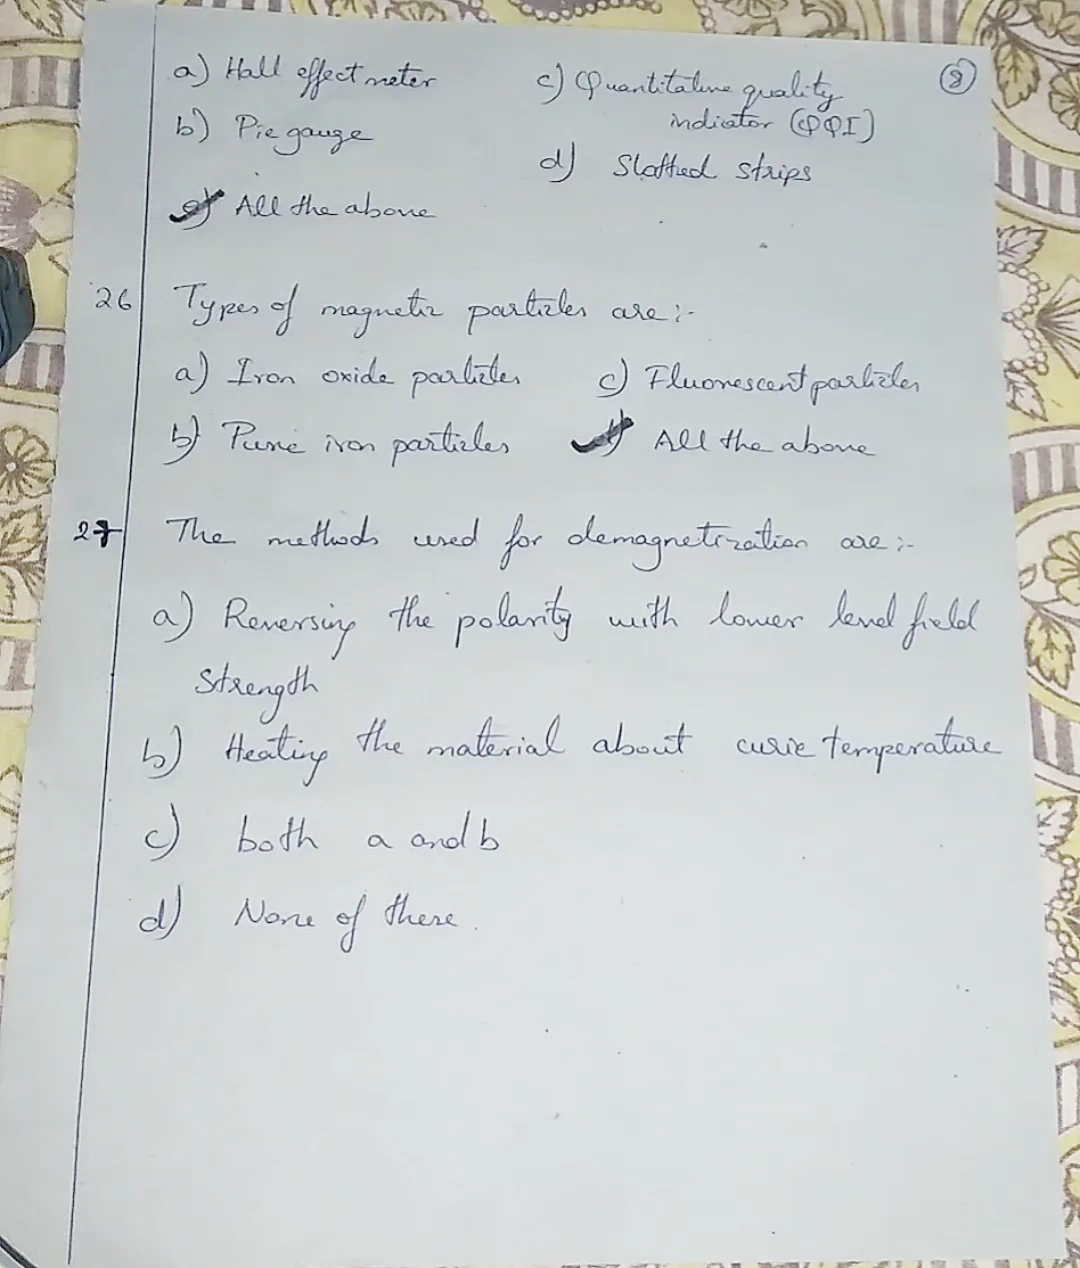 8
a) Hall effect meter c) Quantitative quality
indicator (QQI)
b) Pie gauge
d) Slotted strips
e) All the above
26 Types of magnetic particles are :-
a) Iron oxide particles c) Fluorescent particles
b) Pure iron particles d) All the above
27 The methods used for demagnetization are :-
a) Reversing the polarity with lower level field
strength
b) Heating the material about curie temperature
c) both a and b
d) None of these.